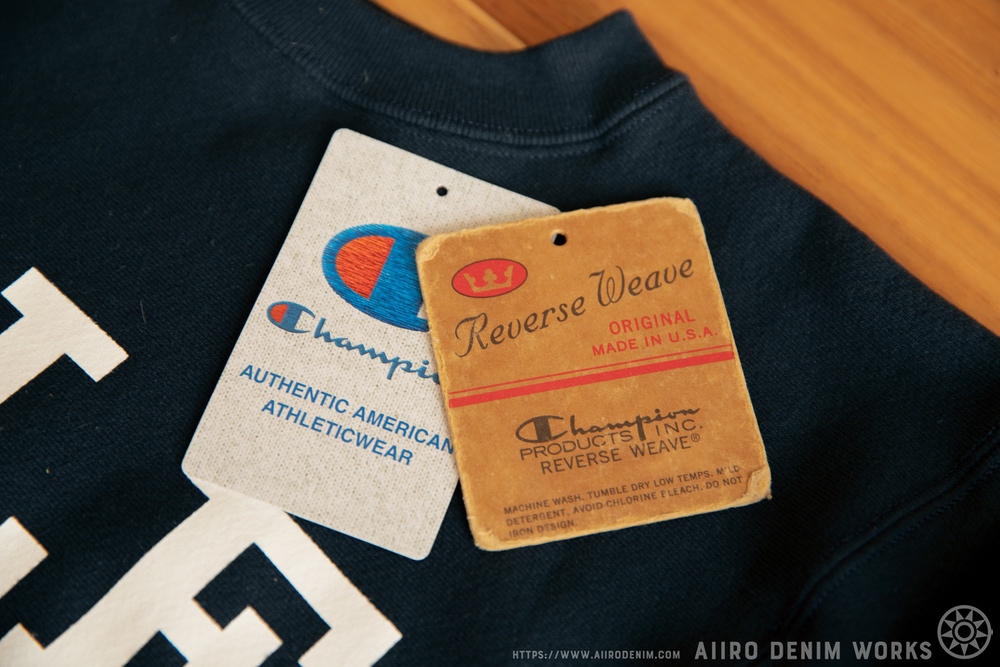 Champio
AUTHENTIC AMERICAN
ATHLETICWEAR
Reverse Weave
ORIGINAL
MADE IN U.S.A.
Champion
PRODUCTS INC.
REVERSE WEAVE®
MACHINE WASH. TUMBLE DRY LOW TEMPS. MILD
DETERGENT. AVOID CHLORINE BLEACH. DO NOT
IRON DESIGN.
HTTPS://WWW.AIIRODENIM.COM AIIRO DENIM WORKS